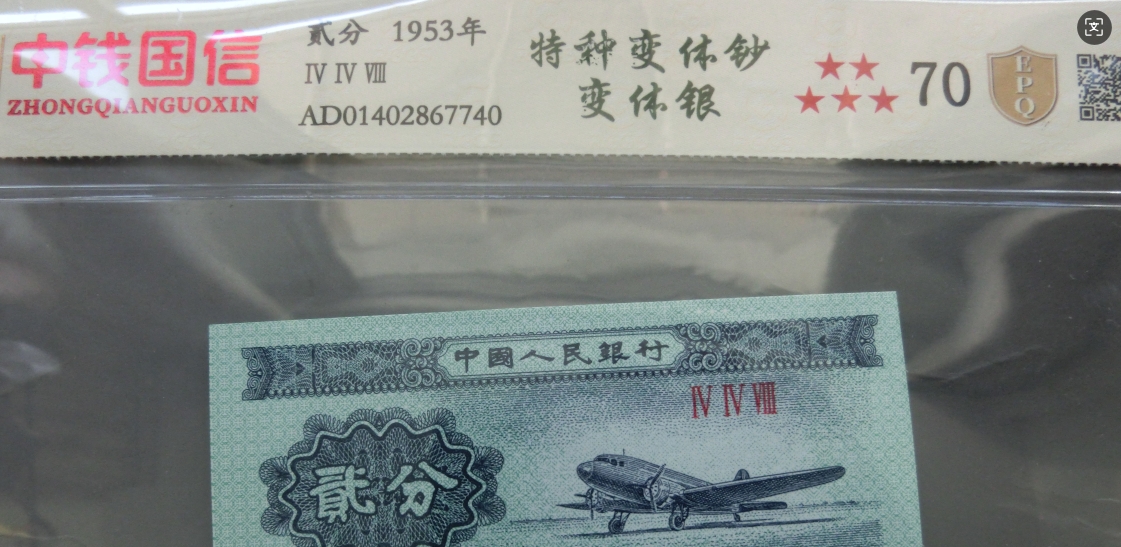 中钱国信
ZHONGQIANGUOXIN
贰分 1953年
Ⅳ Ⅳ Ⅷ
AD01402867740
特种变体钞
变体银
70
EPQ
中國人民銀行
Ⅳ Ⅳ Ⅷ
貳分